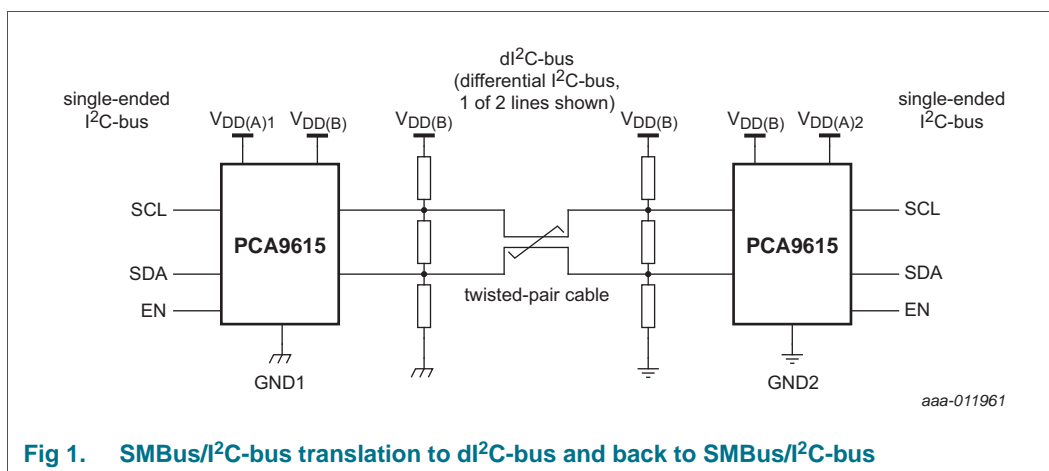 dI²C-bus
(differential I²C-bus,
1 of 2 lines shown)
single-ended
I²C-bus
single-ended
I²C-bus
VDD(A)1 VDD(B) VDD(B) VDD(B) VDD(B) VDD(A)2
SCL
SCL
PCA9615
PCA9615
SDA
SDA
twisted-pair cable
EN
EN
GND1
GND2
aaa-011961
Fig 1. SMBus/I²C-bus translation to dI²C-bus and back to SMBus/I²C-bus